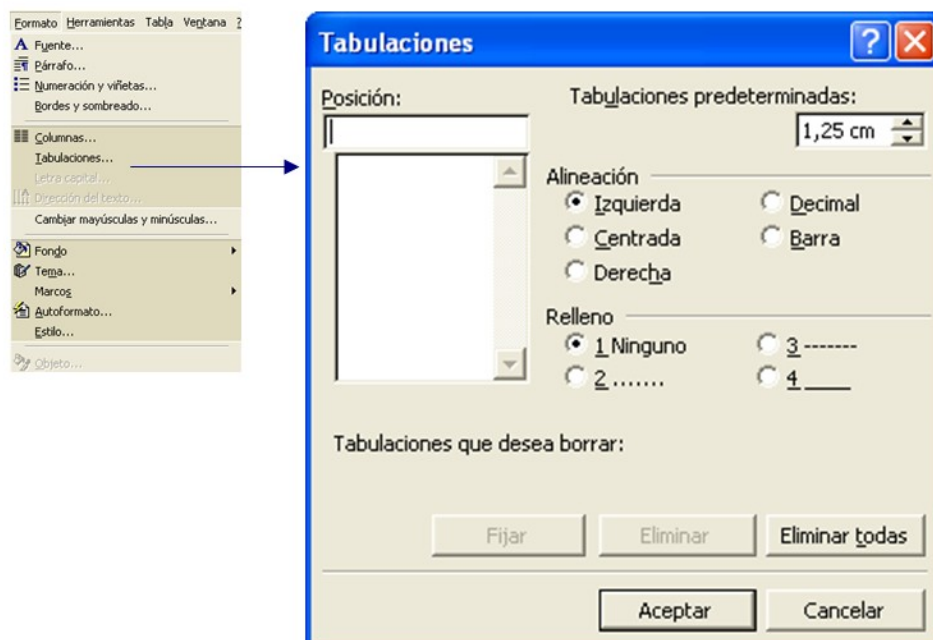 Formato Herramientas Tabla Ventana ?
Fuente...
Párrafo...
Numeración y viñetas...
Bordes y sombreado...
Columnas...
Tabulaciones...
Letra capital...
Dirección del texto...
Cambiar mayúsculas y minúsculas...
Fondo
Tema...
Marcos
Autoformato...
Estilo...
Objeto...
Tabulaciones
Posición:
Tabulaciones predeterminadas:
1,25 cm
Alineación
Izquierda
Decimal
Centrada
Barra
Derecha
Relleno
1 Ninguno
3 -------
2 .......
4 ____
Tabulaciones que desea borrar:
Fijar
Eliminar
Eliminar todas
Aceptar
Cancelar